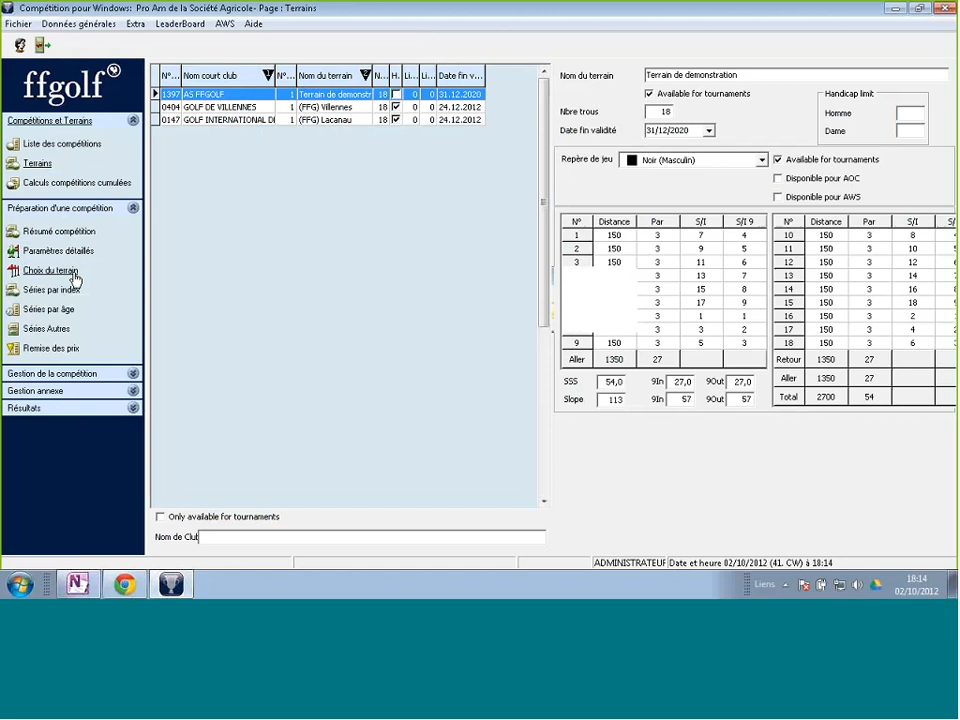 Compétition pour Windows: Pro Am de la Société Agricole- Page : Terrains
Fichier Données générales Extra LeaderBoard AWS Aide
ffgolf
Compétitions et Terrains
Liste des compétitions
Terrains
Calculs compétitions cumulées
Préparation d'une compétition
Résumé compétition
Paramètres détaillés
Choix du terrain
Séries par index
Séries par âge
Séries Autres
Remise des prix
Gestion de la compétition
Gestion annexe
Résultats
N°... Nom court club 1 N°... Nom du terrain 2 N... H. Li... Li... Date fin v...
1397 AS FFGOLF 1 Terrain de demonstr 18 0 0 31.12.2020
0404 GOLF DE VILLENNES 1 (FFG) Villennes 18 0 0 24.12.2012
0147 GOLF INTERNATIONAL DI 1 (FFG) Lacanau 18 0 0 24.12.2012
Only available for tournaments
Nom de Club
Nom du terrain Terrain de demonstration
Available for tournaments
Nbre trous 18
Date fin validité 31/12/2020
Handicap limit
Homme
Dame
Repère de jeu Noir (Masculin)
Available for tournaments
Disponible pour AOC
Disponible pour AWS
N° Distance Par S/I S/I 9
1 150 3 7 4
2 150 3 9 5
3 150 3 11 6
3 13 7
3 15 8
3 17 9
3 1 1
3 3 2
9 150 3 5 3
Aller 1350 27
N° Distance Par S/I
10 150 3 8
11 150 3 10
12 150 3 12
13 150 3 14
14 150 3 16
15 150 3 18
16 150 3 2
17 150 3 4
18 150 3 6
Retour 1350 27
Aller 1350 27
Total 2700 54
SSS 54,0 9In 27,0 9Out 27,0
Slope 113 9In 57 9Out 57
ADMINISTRATEUR Date et heure 02/10/2012 (41. CW) à 18:14
Liens
18:14
02/10/2012